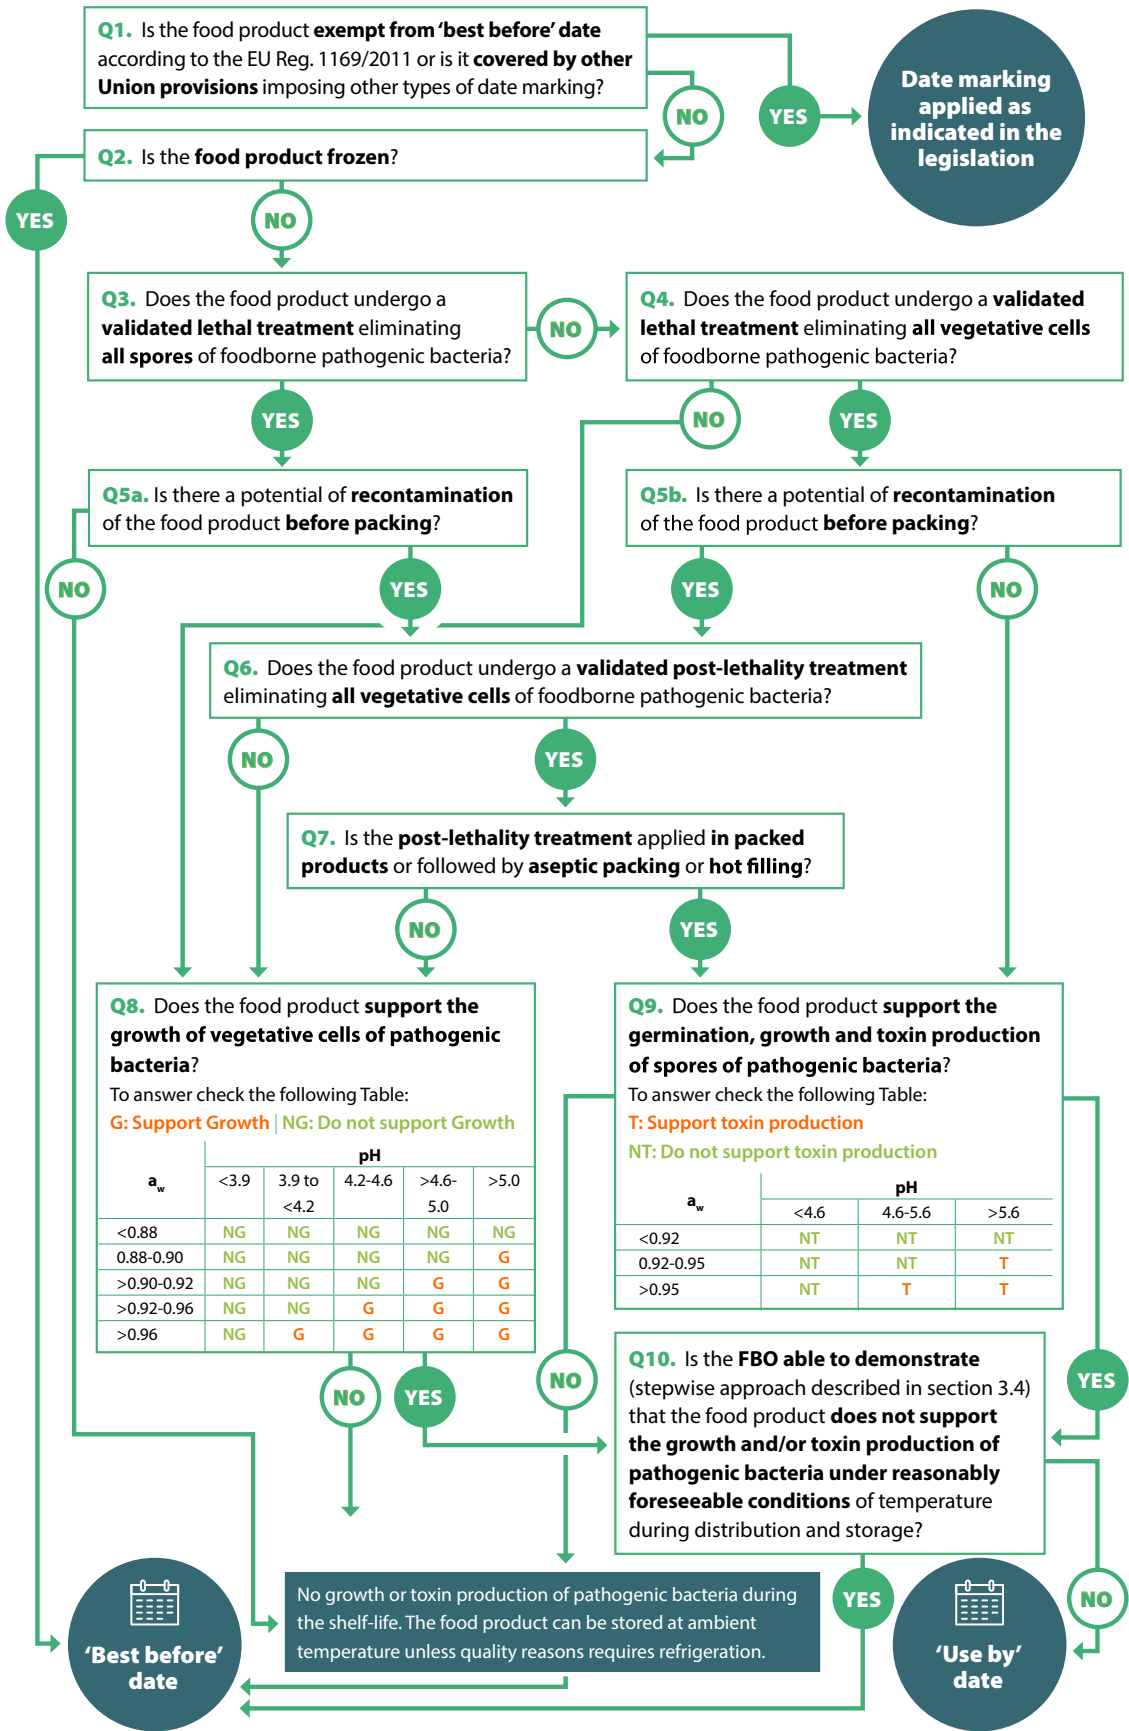 Q1. Is the food product exempt from ‘best before’ date
according to the EU Reg. 1169/2011 or is it covered by other
Union provisions imposing other types of date marking?
NO
YES
Date marking
applied as
indicated in the
legislation
Q2. Is the food product frozen?
YES
NO
Q3. Does the food product undergo a
validated lethal treatment eliminating
all spores of foodborne pathogenic bacteria?
NO
Q4. Does the food product undergo a validated
lethal treatment eliminating all vegetative cells
of foodborne pathogenic bacteria?
YES
NO
YES
Q5a. Is there a potential of recontamination
of the food product before packing?
Q5b. Is there a potential of recontamination
of the food product before packing?
NO
YES
YES
NO
Q6. Does the food product undergo a validated post-lethality treatment
eliminating all vegetative cells of foodborne pathogenic bacteria?
NO
YES
Q7. Is the post-lethality treatment applied in packed
products or followed by aseptic packing or hot filling?
NO
YES
Q8. Does the food product support the
growth of vegetative cells of pathogenic
bacteria?
To answer check the following Table:
G: Support Growth | NG: Do not support Growth
pH
aw <3.9 3.9 to <4.2 4.2-4.6 >4.6-5.0 >5.0
<0.88 NG NG NG NG NG
0.88-0.90 NG NG NG NG G
>0.90-0.92 NG NG NG G G
>0.92-0.96 NG NG G G G
>0.96 NG G G G G
Q9. Does the food product support the
germination, growth and toxin production
of spores of pathogenic bacteria?
To answer check the following Table:
T: Support toxin production
NT: Do not support toxin production
pH
aw <4.6 4.6-5.6 >5.6
<0.92 NT NT NT
0.92-0.95 NT NT T
>0.95 NT T T
NO
YES
NO
YES
Q10. Is the FBO able to demonstrate
(stepwise approach described in section 3.4)
that the food product does not support
the growth and/or toxin production of
pathogenic bacteria under reasonably
foreseeable conditions of temperature
during distribution and storage?
YES
NO
‘Best before’
date
No growth or toxin production of pathogenic bacteria during
the shelf-life. The food product can be stored at ambient
temperature unless quality reasons requires refrigeration.
‘Use by’
date